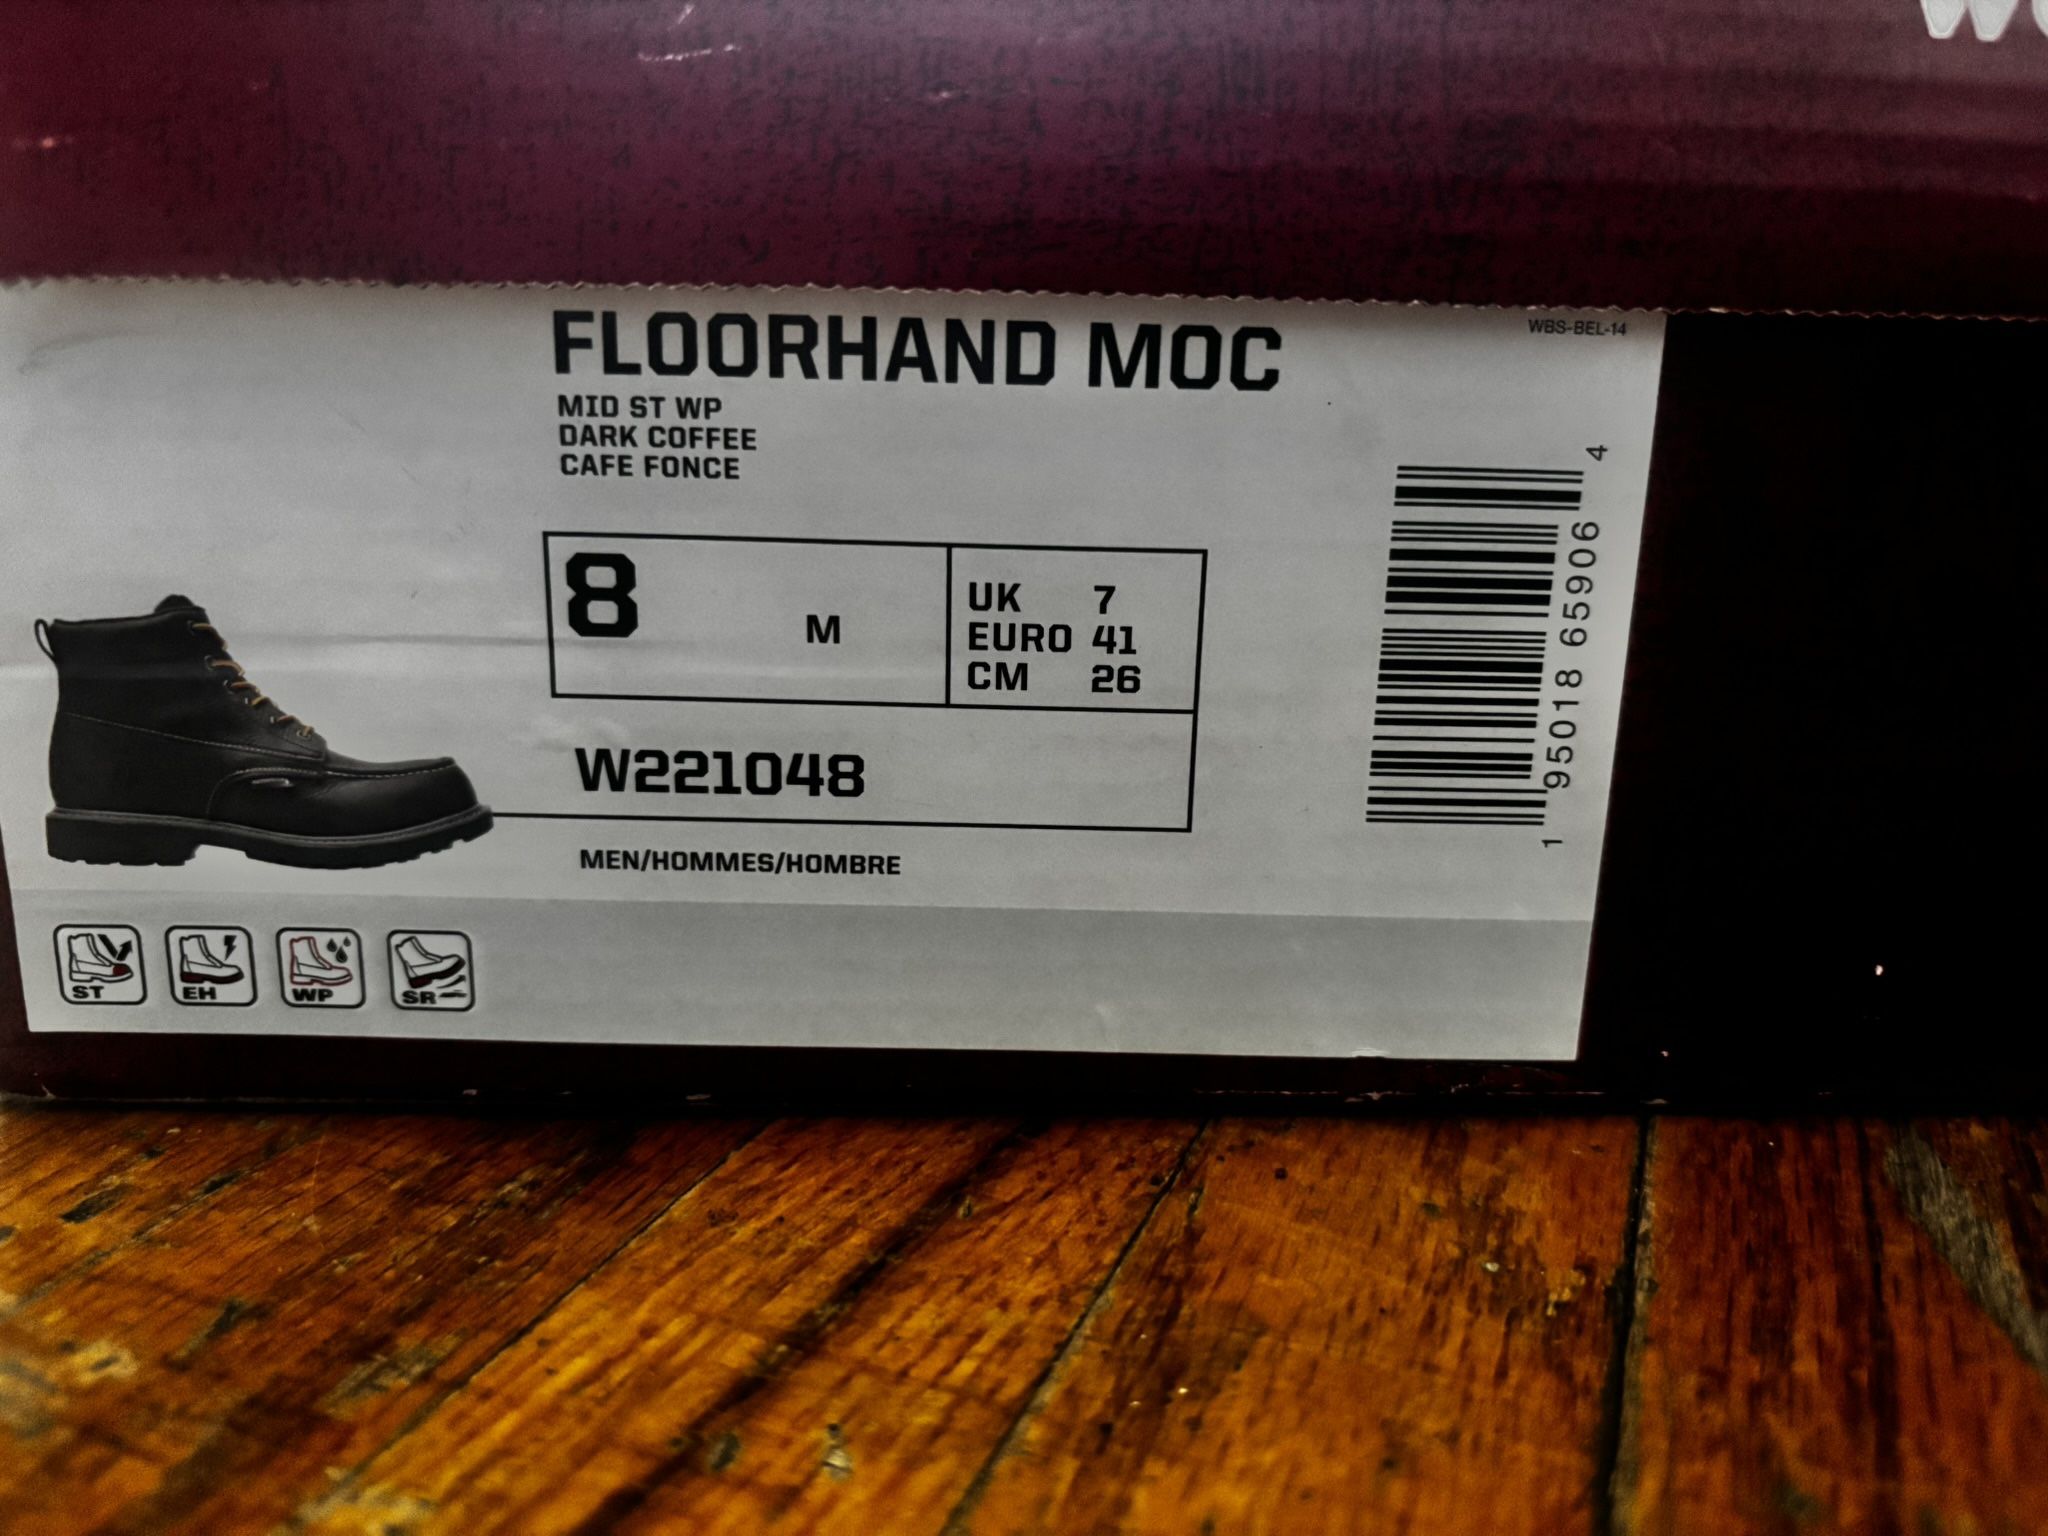 FLOORHAND MOC
WBS-BEL-14
MID ST WP
DARK COFFEE
CAFE FONCE
8 M
UK 7
EURO 41
CM 26
W221048
MEN/HOMMES/HOMBRE
1 95018 65906 4
ST EH WP SR